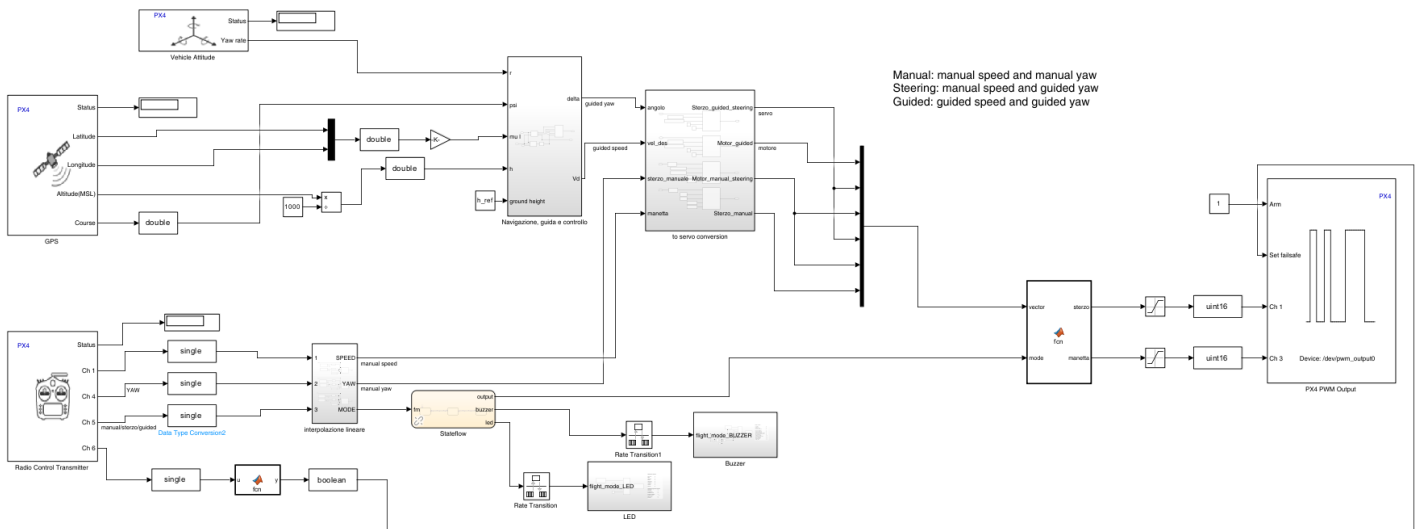 PX4
Status
Yaw rate
Vehicle Attitude
Manual: manual speed and manual yaw
Steering: manual speed and guided yaw
Guided: guided speed and guided yaw
PX4
Status
Latitude
Longitude
Altitude(MSL)
Course
GPS
double
1000
x
÷
double
-K-
double
h_ref
r
psi
mu l
h
ground height
delta
Vd
Navigazione, guida e controllo
guided yaw
guided speed
angolo
vel_des
sterzo_manuale
manetta
Sterzo_guided_steering
Motor_guided
Motor_manual_steering
Sterzo_manual
to servo conversion
servo
motore
PX4
Status
Ch 1
Ch 4
Ch 5
Ch 6
Radio Control Transmitter
YAW
manual/sterzo/guided
single
single
single
Data Type Conversion2
single
u
fcn
y
boolean
1
2
3
SPEED
YAW
MODE
interpolazione lineare
manual speed
manual yaw
fm
output
buzzer
led
Stateflow
Rate Transition1
flight_mode_BUZZER
Buzzer
Rate Transition
flight_mode_LED
LED
vector
mode
fcn
sterzo
manetta
uint16
uint16
1
PX4
Arm
Set failsafe
Ch 1
Ch 3
Device: /dev/pwm_output0
PX4 PWM Output